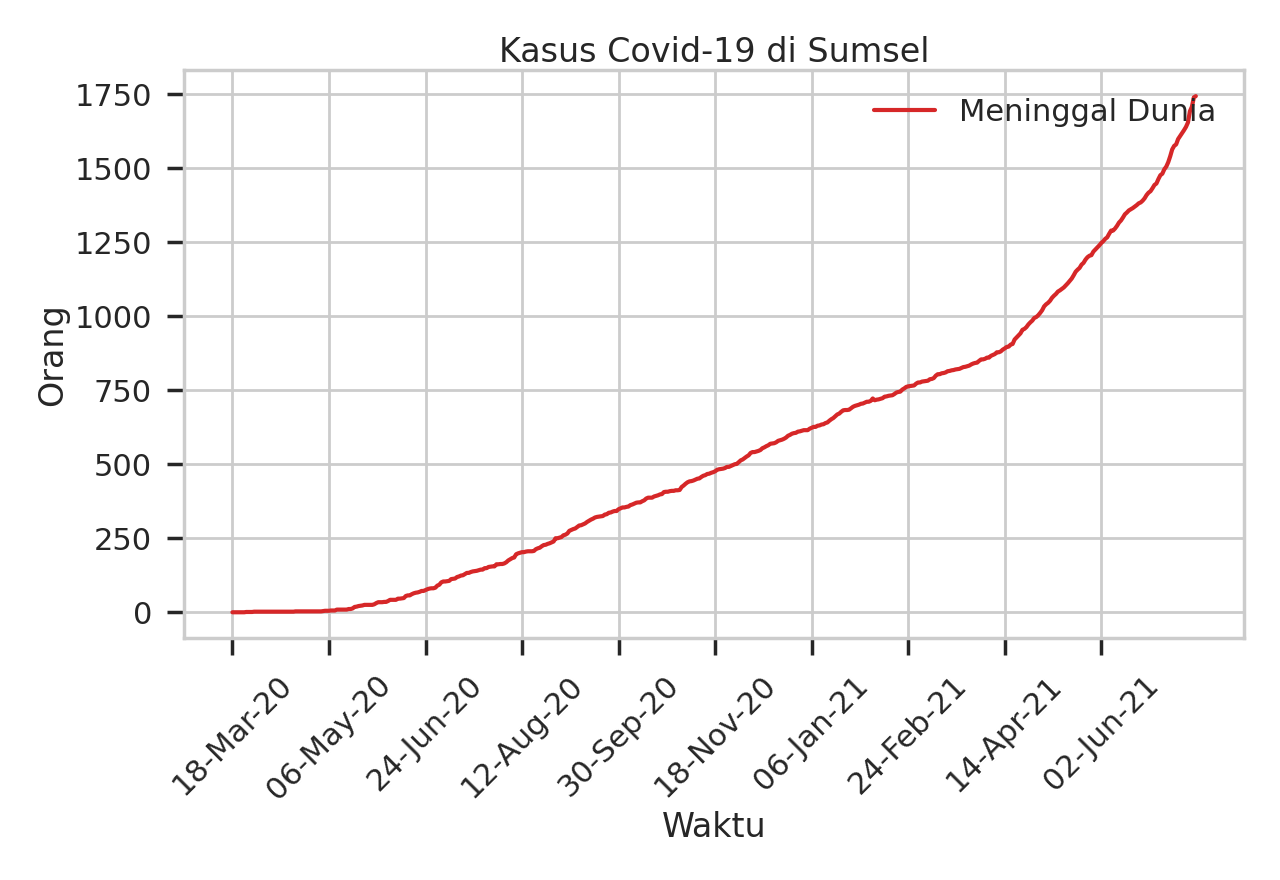 Kasus Covid-19 di Sumsel
Meninggal Dunia
Orang
1750
1500
1250
1000
750
500
250
0
18-Mar-20
06-May-20
24-Jun-20
12-Aug-20
30-Sep-20
18-Nov-20
06-Jan-21
24-Feb-21
14-Apr-21
02-Jun-21
Waktu